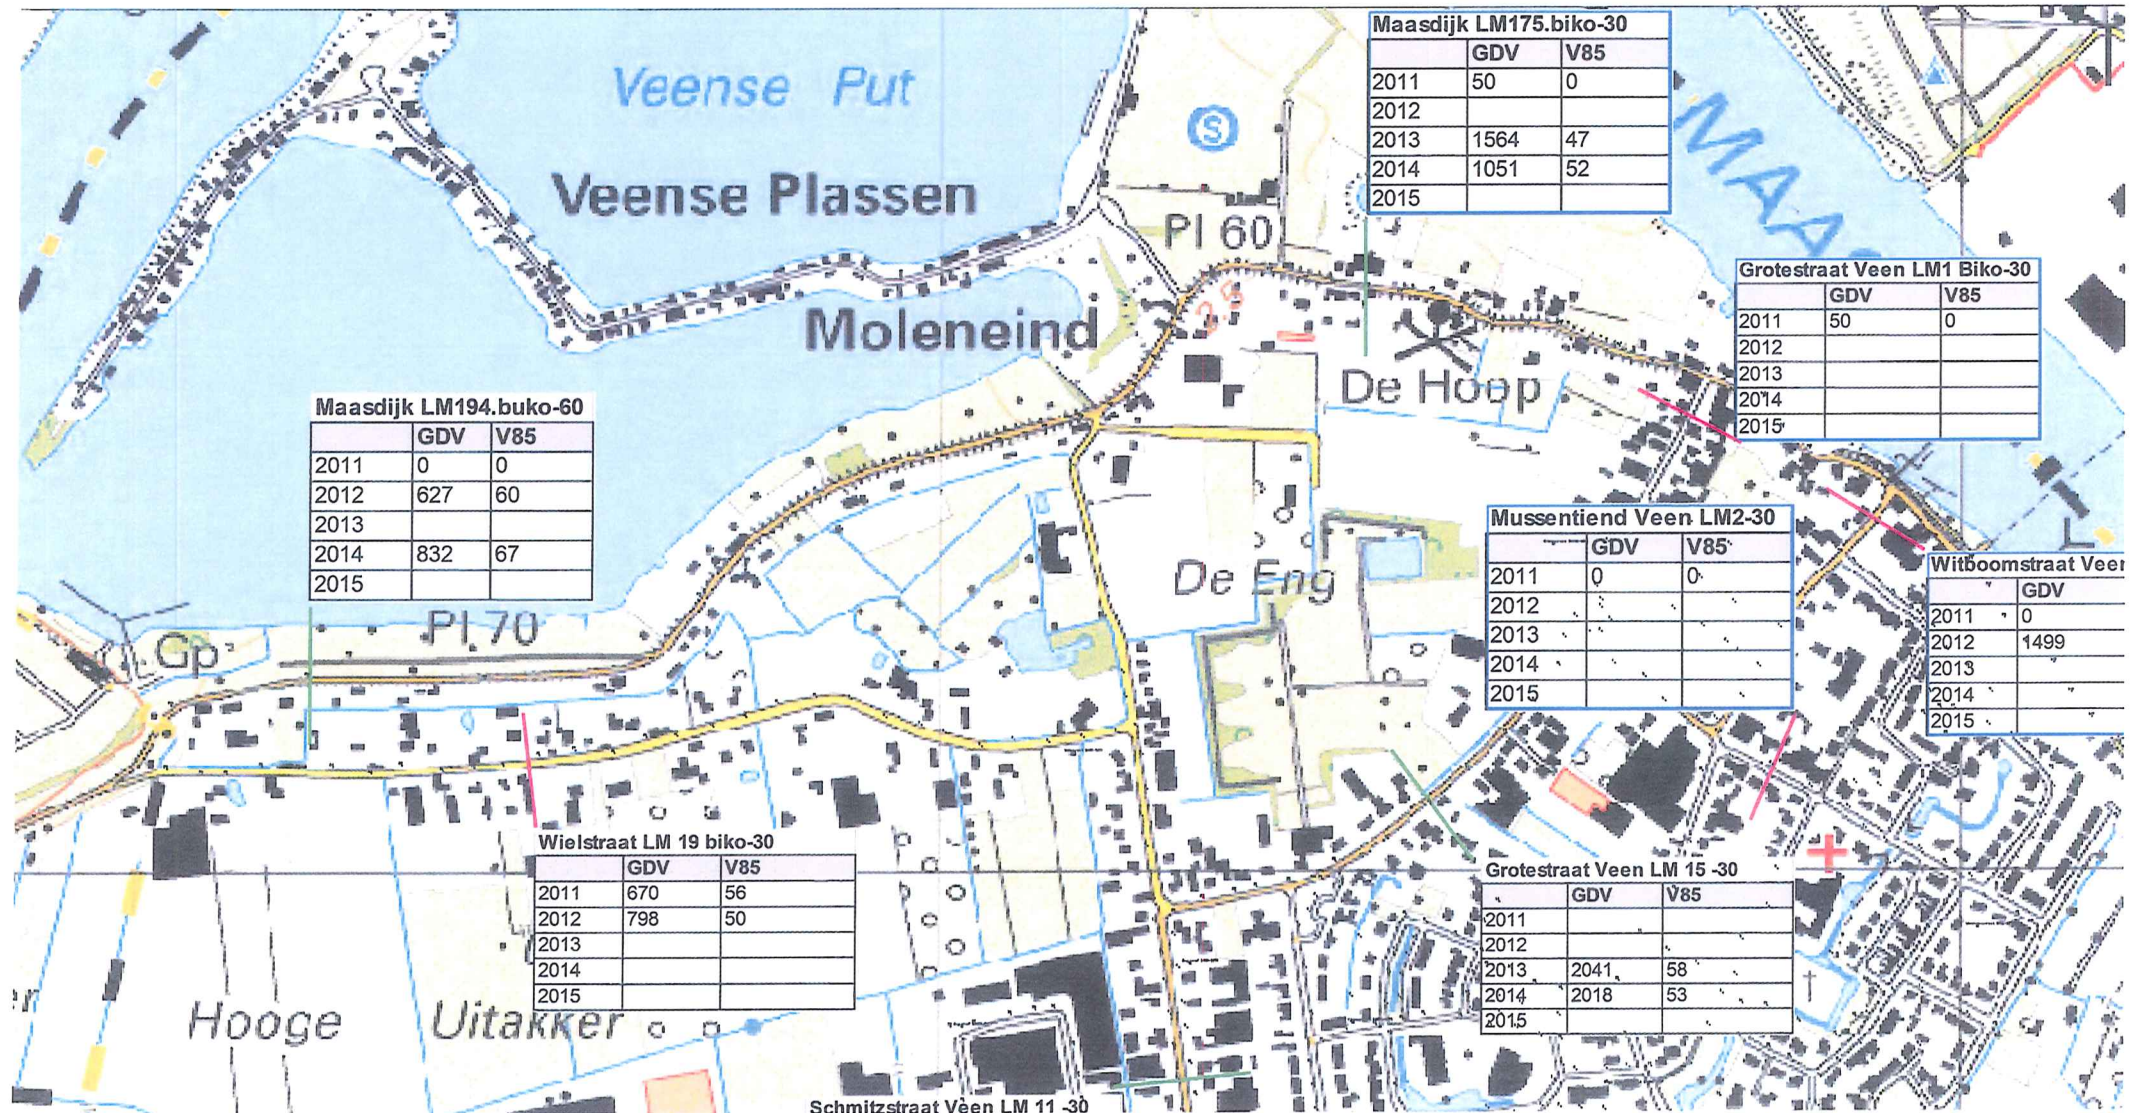 Maasdijk LM175.biko-30
GDV V85
2011 50 0
2012
2013 1564 47
2014 1051 52
2015
Veense Put
S
MAAS
Veense Plassen
Pl 60
Grotestraat Veen LM1 Biko-30
GDV V85
2011 50 0
2012
2013
2014
2015
2.5
Moleneind
De Hoop
Maasdijk LM194.buko-60
GDV V85
2011 0 0
2012 627 60
2013
2014 832 67
2015
Mussentiend Veen LM2-30
GDV V85
2011 0 0
2012
2013
2014
2015
De Eng
Witboomstraat Veen
GDV
2011 0
2012 1499
2013
2014
2015
Pl 70
Gp
Wielstraat LM 19 biko-30
GDV V85
2011 670 56
2012 798 50
2013
2014
2015
Grotestraat Veen LM 15 -30
GDV V85
2011
2012
2013 2041 58
2014 2018 53
2015
Hooge Uitakker
Schmitzstraat Veen LM 11 -30